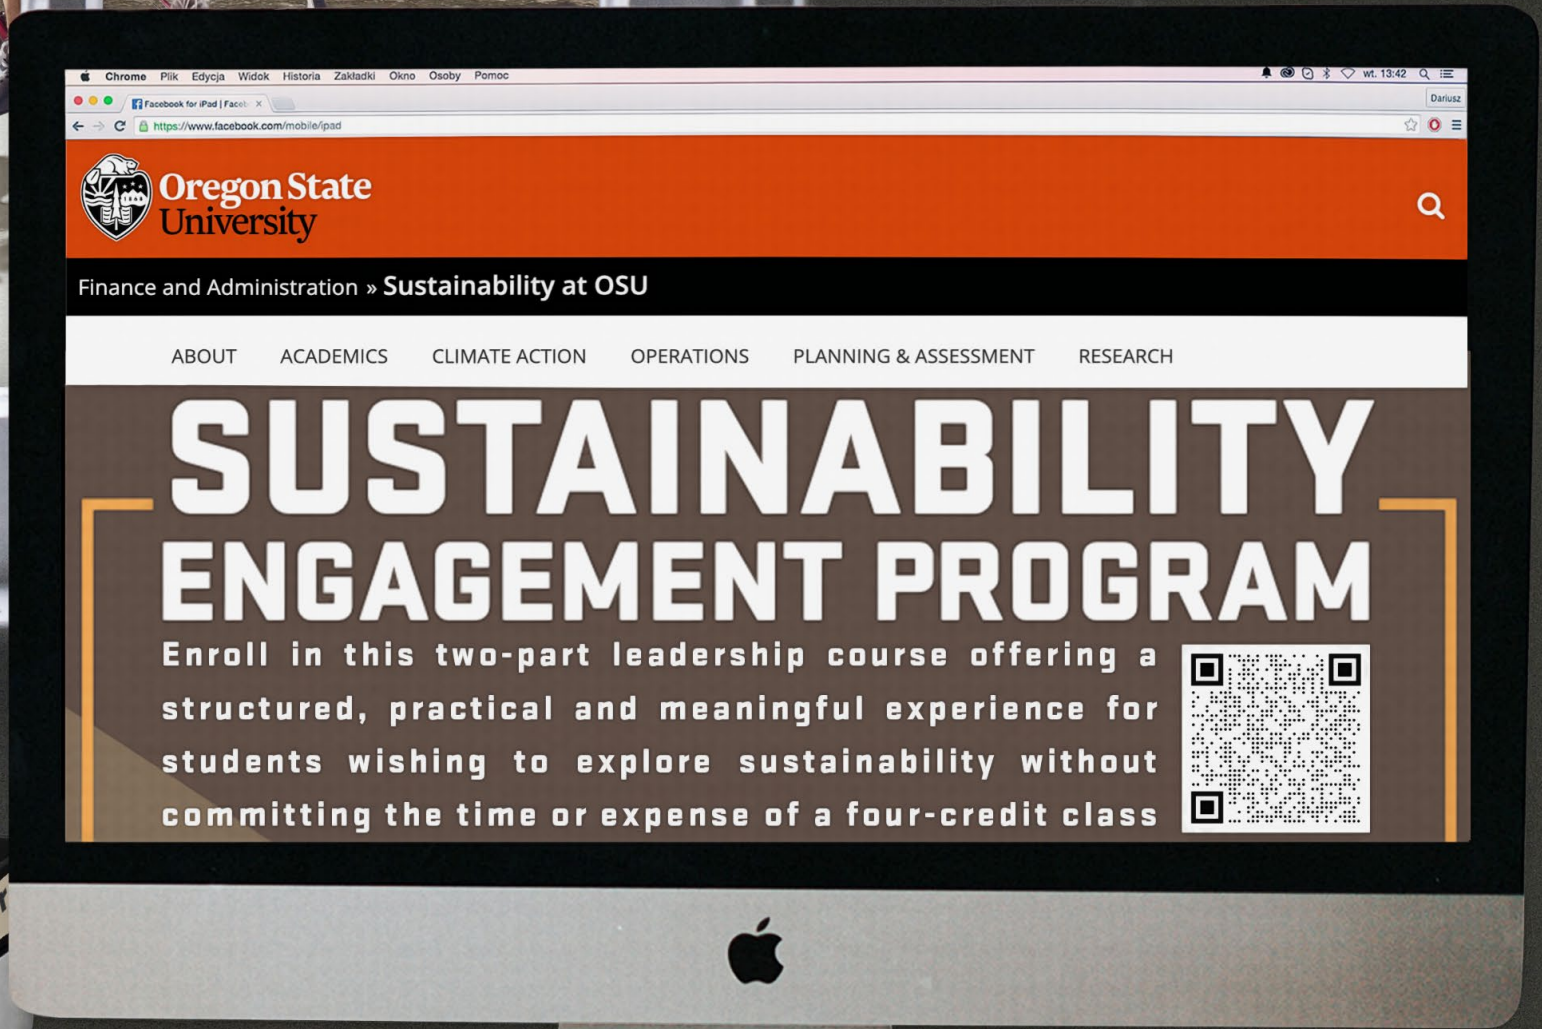 Chrome Plik Edycja Widok Historia Zakładki Okno Osoby Pomoc wt. 13:42
Facebook for iPad | Faceb
Dariusz
https://www.facebook.com/mobile/ipad
Oregon State
University
Finance and Administration » Sustainability at OSU
ABOUT ACADEMICS CLIMATE ACTION OPERATIONS PLANNING & ASSESSMENT RESEARCH
SUSTAINABILITY
ENGAGEMENT PROGRAM
Enroll in this two-part leadership course offering a
structured, practical and meaningful experience for
students wishing to explore sustainability without
committing the time or expense of a four-credit class